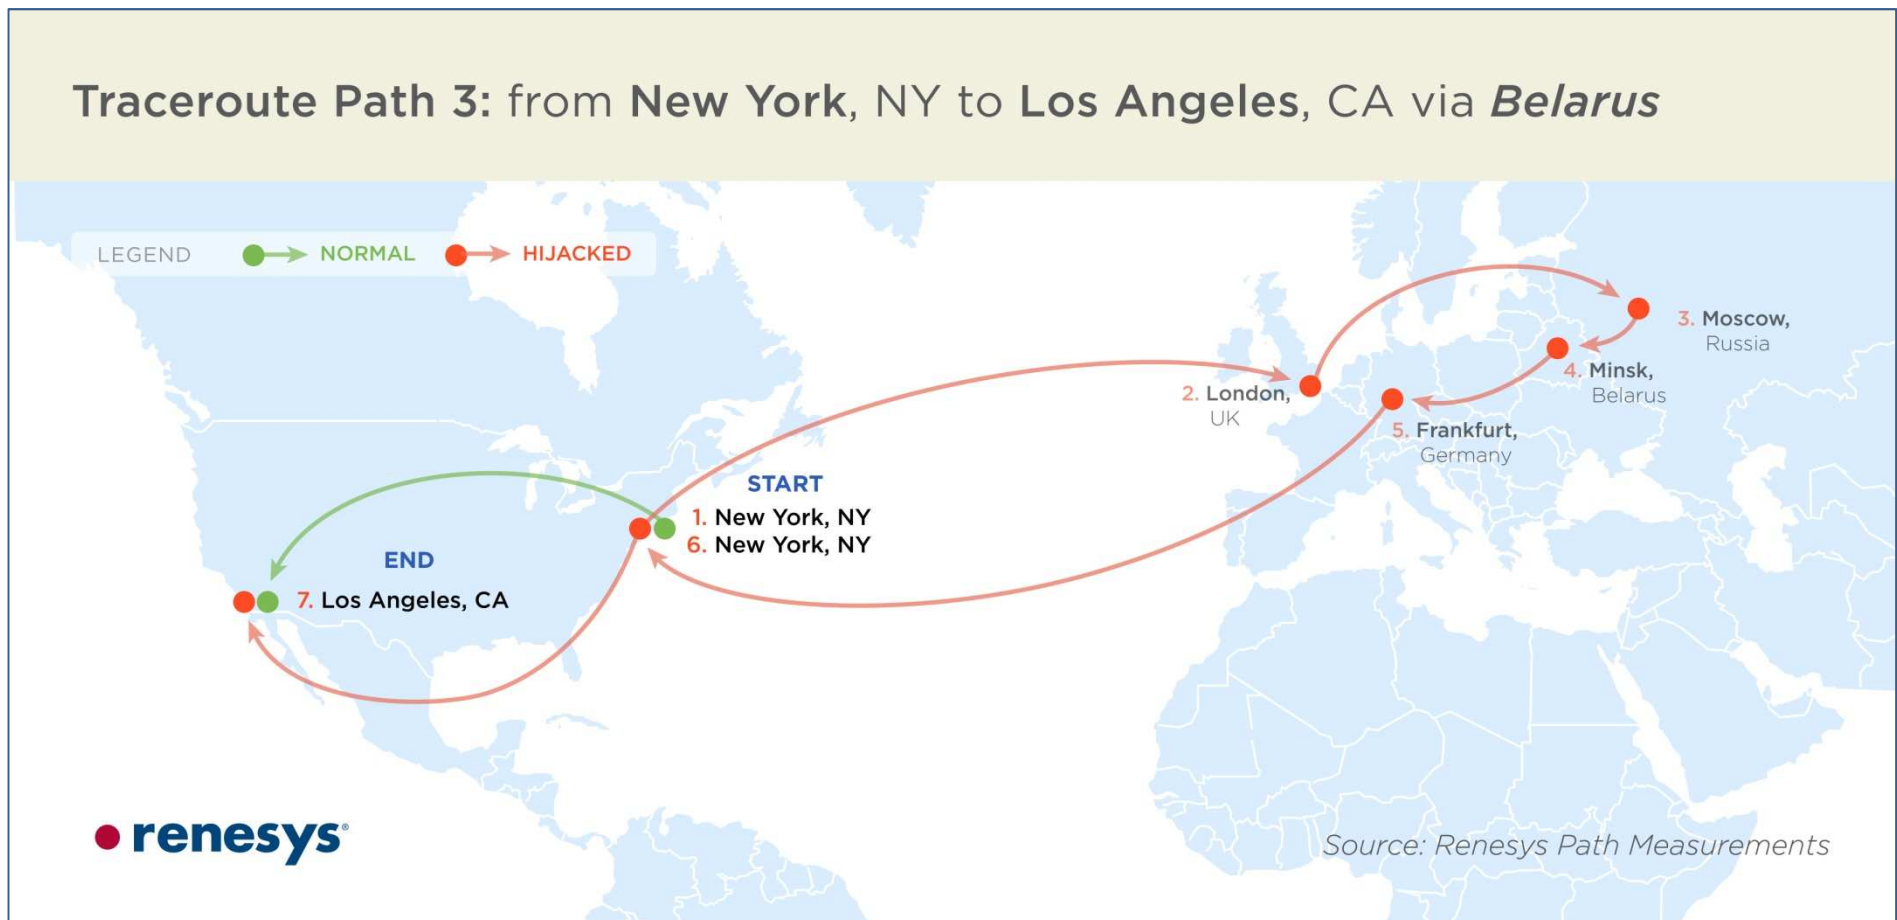 Traceroute Path 3: from New York, NY to Los Angeles, CA via Belarus
LEGEND NORMAL HIJACKED
3. Moscow,
Russia
4. Minsk,
Belarus
2. London,
UK
5. Frankfurt,
Germany
START
1. New York, NY
6. New York, NY
END
7. Los Angeles, CA
renesys®
Source: Renesys Path Measurements